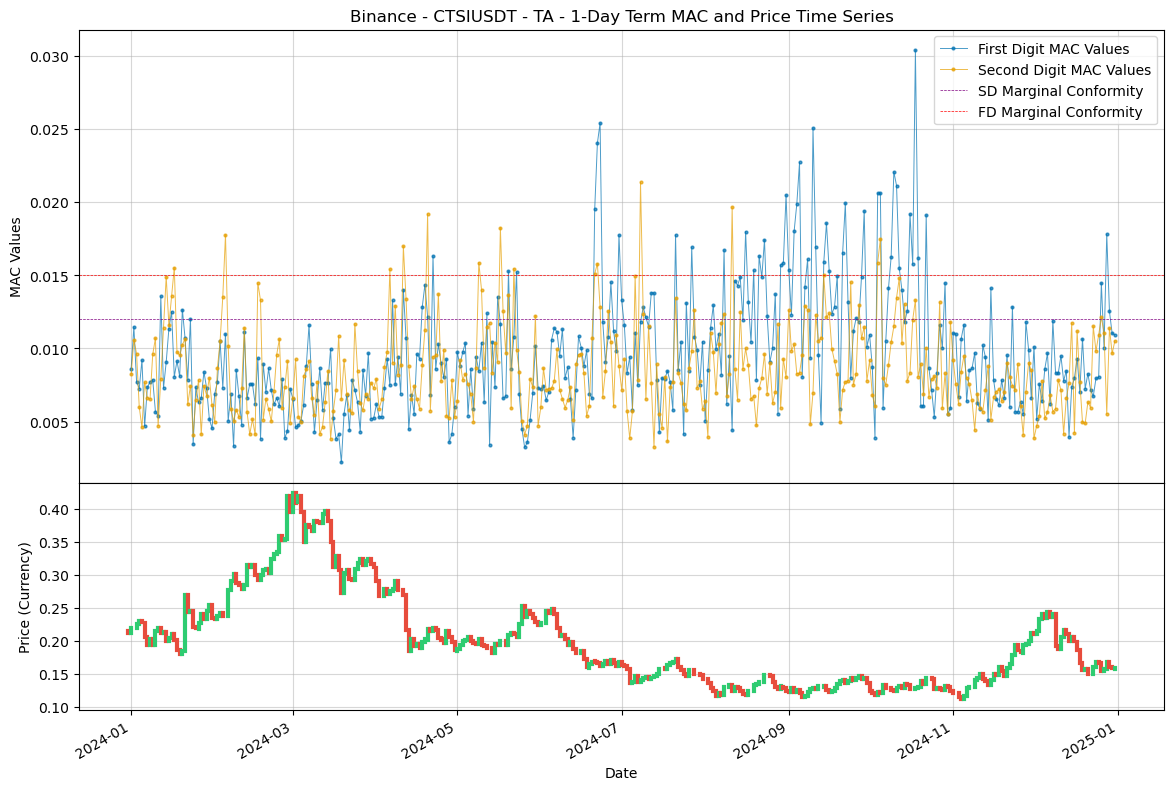 Binance - CTSIUSDT - TA - 1-Day Term MAC and Price Time Series
First Digit MAC Values
Second Digit MAC Values
SD Marginal Conformity
FD Marginal Conformity
MAC Values
0.030
0.025
0.020
0.015
0.010
0.005
Price (Currency)
0.40
0.35
0.30
0.25
0.20
0.15
0.10
2024-01
2024-03
2024-05
2024-07
2024-09
2024-11
2025-01
Date